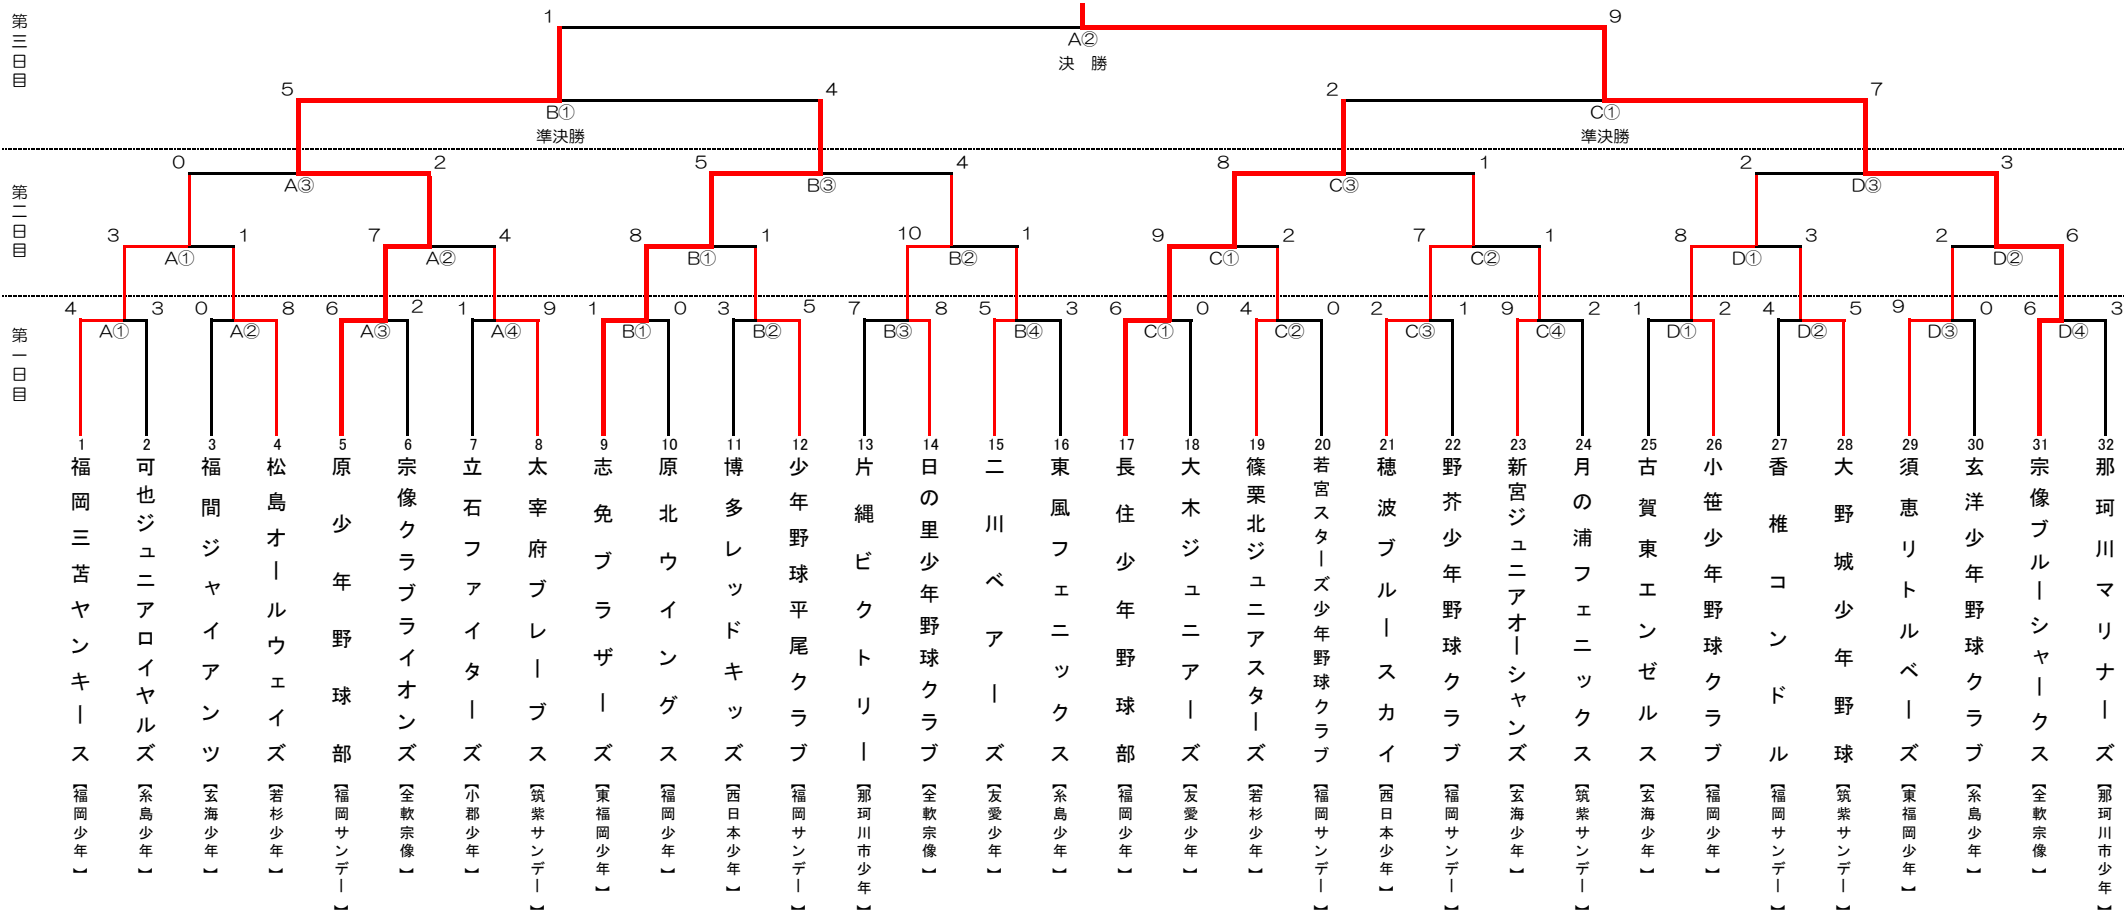 第三日目
1
9
A②
決　勝
5
4
2
7
B①
準決勝
C①
準決勝
第二日目
0
2
5
4
8
1
2
3
A③
B③
C③
D③
3
1
7
4
8
1
10
1
9
2
7
1
8
3
2
6
A①
A②
B①
B②
C①
C②
D①
D②
第一日目
4
3
0
8
6
2
1
9
1
0
3
5
7
8
5
3
6
0
4
0
2
1
9
2
1
2
4
5
9
0
6
3
A①
A②
A③
A④
B①
B②
B③
B④
C①
C②
C③
C④
D①
D②
D③
D④
1
福岡三苫ヤンキース
【福岡少年】
2
可也ジュニアロイヤルズ
【糸島少年】
3
福間ジャイアンツ
【玄海少年】
4
松島オールウェイズ
【若杉少年】
5
原少年野球部
【福岡サンデー】
6
宗像クラブライオンズ
【全軟宗像】
7
立石ファイターズ
【小郡少年】
8
太宰府ブレーブス
【筑紫サンデー】
9
志免ブラザーズ
【東福岡少年】
10
原北ウイングス
【福岡少年】
11
博多レッドキッズ
【西日本少年】
12
少年野球平尾クラブ
【福岡サンデー】
13
片縄ビクトリー
【那珂川市少年】
14
日の里少年野球クラブ
【全軟宗像】
15
二川ベアーズ
【友愛少年】
16
東風フェニックス
【糸島少年】
17
長住少年野球部
【福岡少年】
18
大木ジュニアーズ
【友愛少年】
19
篠栗北ジュニアスターズ
【若杉少年】
20
若宮スターズ少年野球クラブ
【福岡サンデー】
21
穂波ブルースカイ
【西日本少年】
22
野芥少年野球クラブ
【福岡サンデー】
23
新宮ジュニアオーシャンズ
【玄海少年】
24
月の浦フェニックス
【筑紫サンデー】
25
古賀東エンゼルス
【玄海少年】
26
小笹少年野球クラブ
【福岡少年】
27
香椎コンドル
【福岡サンデー】
28
大野城少年野球
【筑紫サンデー】
29
須恵リトルベーズ
【東福岡少年】
30
玄洋少年野球クラブ
【糸島少年】
31
宗像ブルーシャークス
【全軟宗像】
32
那珂川マリナーズ
【那珂川市少年】